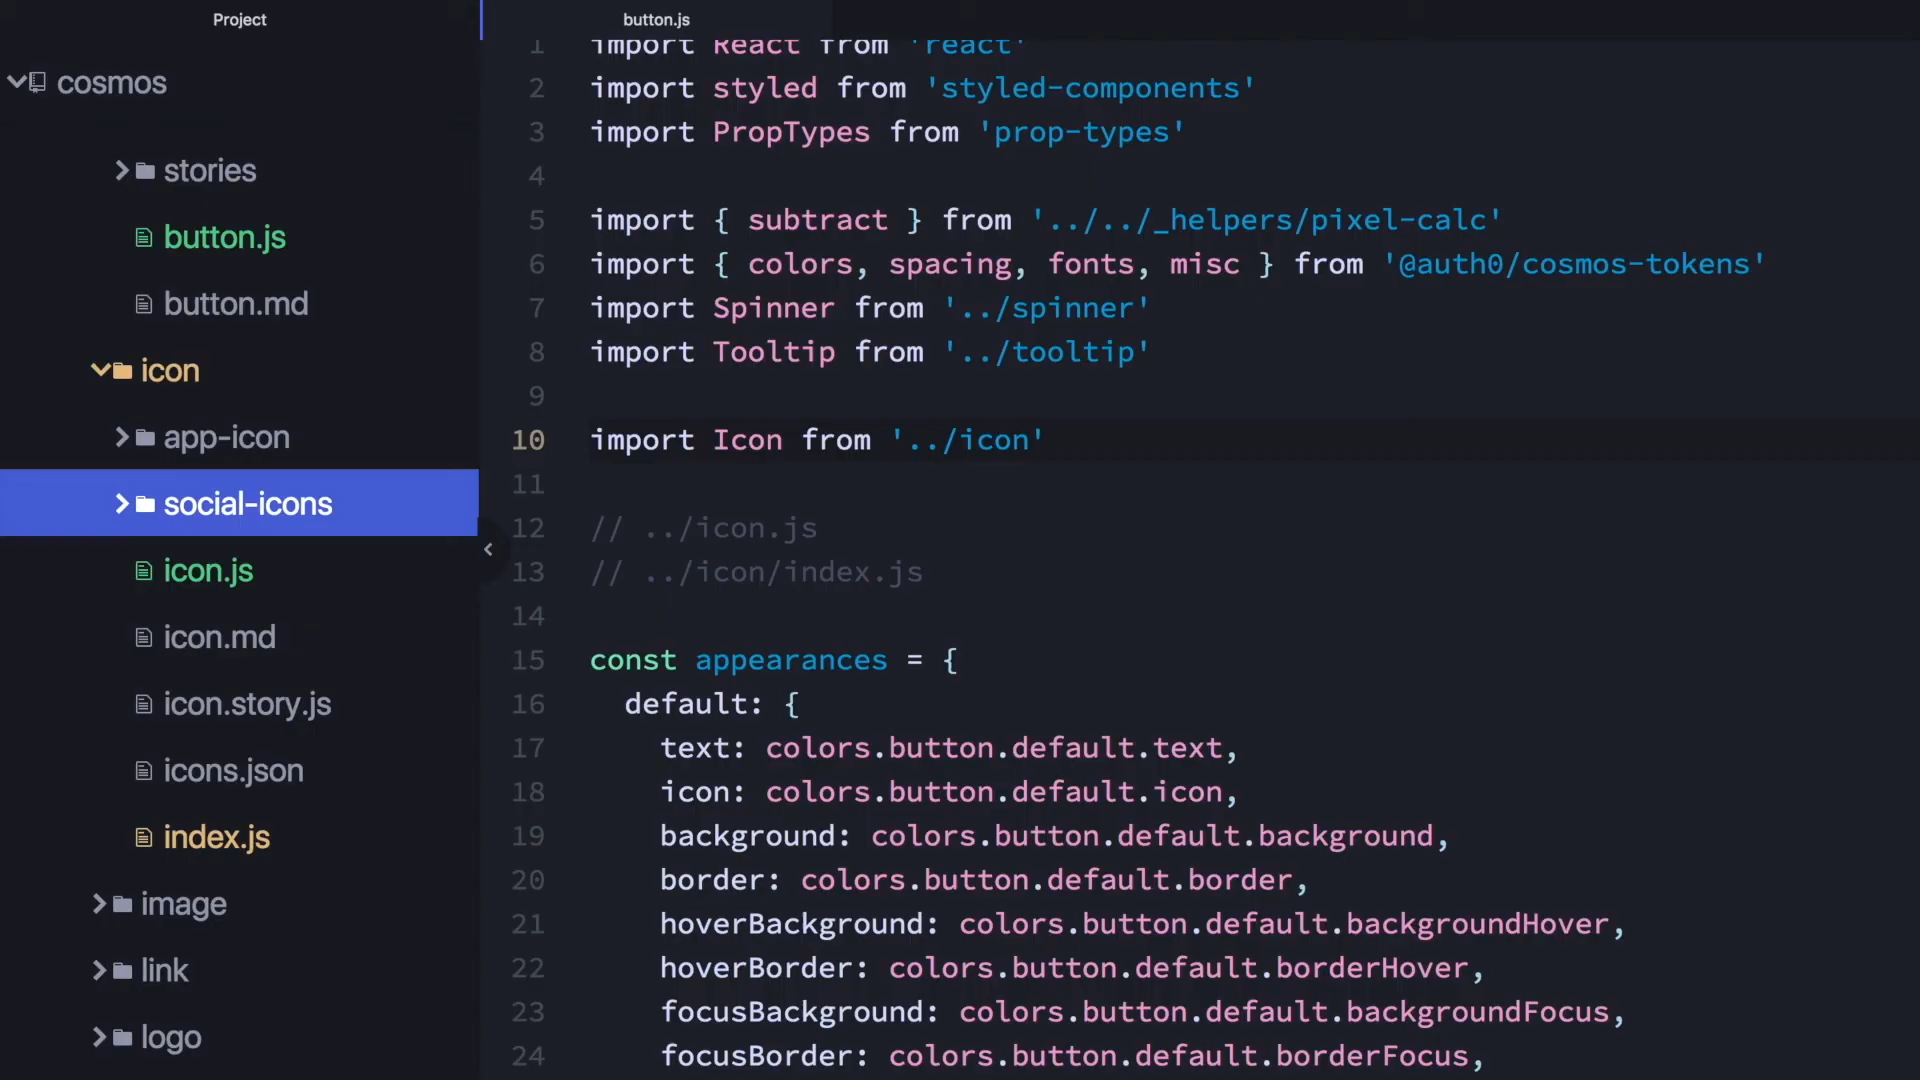 Project
cosmos
stories
button.js
button.md
icon
app-icon
social-icons
icon.js
icon.md
icon.story.js
icons.json
index.js
image
link
logo
button.js
1 import React from 'react'
2 import styled from 'styled-components'
3 import PropTypes from 'prop-types'
4
5 import { subtract } from '../../_helpers/pixel-calc'
6 import { colors, spacing, fonts, misc } from '@auth0/cosmos-tokens'
7 import Spinner from '../spinner'
8 import Tooltip from '../tooltip'
9
10 import Icon from '../icon'
11
12 // ../icon.js
13 // ../icon/index.js
14
15 const appearances = {
16 default: {
17 text: colors.button.default.text,
18 icon: colors.button.default.icon,
19 background: colors.button.default.background,
20 border: colors.button.default.border,
21 hoverBackground: colors.button.default.backgroundHover,
22 hoverBorder: colors.button.default.borderHover,
23 focusBackground: colors.button.default.backgroundFocus,
24 focusBorder: colors.button.default.borderFocus,